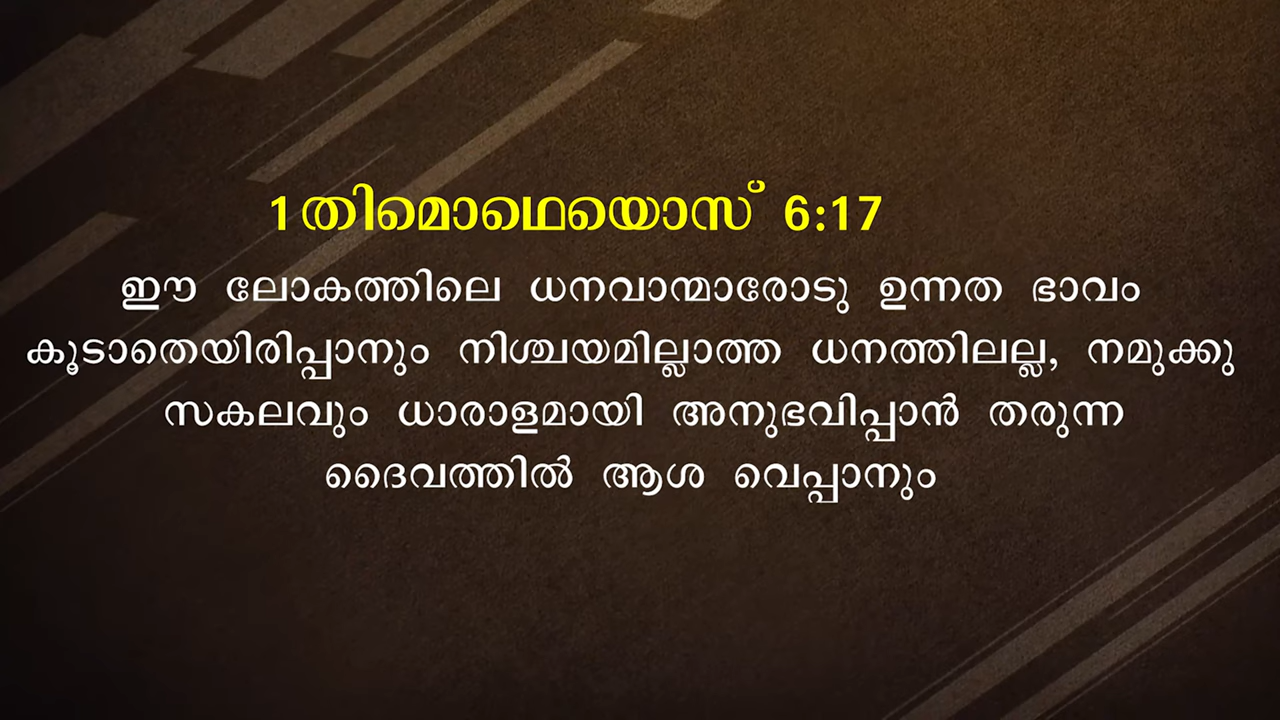 1 തിമൊഥെയൊസ് 6:17
ഈ ലോകത്തിലെ ധനവാന്മാരോടു ഉന്നത ഭാവം
കൂടാതെയിരിപ്പാനും നിശ്ചയമില്ലാത്ത ധനത്തിലല്ല, നമുക്കു
സകലവും ധാരാളമായി അനുഭവിപ്പാൻ തരുന്ന
ദൈവത്തിൽ ആശ വെപ്പാനും